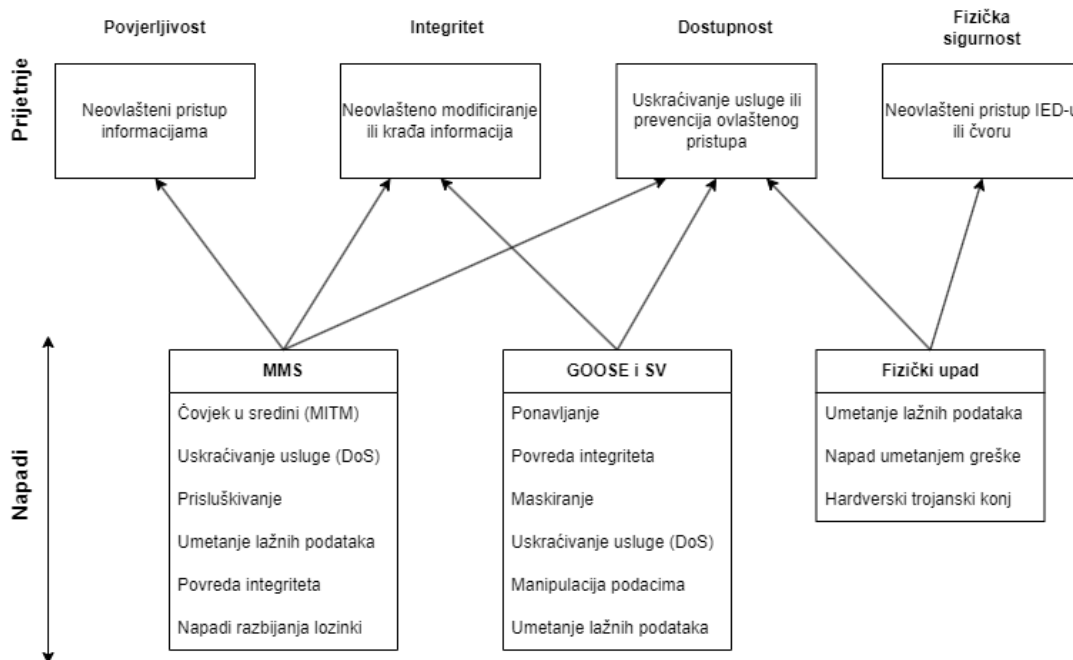 Povjerljivost
Integritet
Dostupnost
Fizička
sigurnost
Prijetnje
Neovlašteni pristup
informacijama
Neovlašteno modificiranje
ili krađa informacija
Uskraćivanje usluge ili
prevencija ovlaštenog
pristupa
Neovlašteni pristup IED-u
ili čvoru
Napadi
MMS
Čovjek u sredini (MITM)
Uskraćivanje usluge (DoS)
Prisluškivanje
Umetanje lažnih podataka
Povreda integriteta
Napadi razbijanja lozinki
GOOSE i SV
Ponavljanje
Povreda integriteta
Maskiranje
Uskraćivanje usluge (DoS)
Manipulacija podacima
Umetanje lažnih podataka
Fizički upad
Umetanje lažnih podataka
Napad umetanjem greške
Hardverski trojanski konj